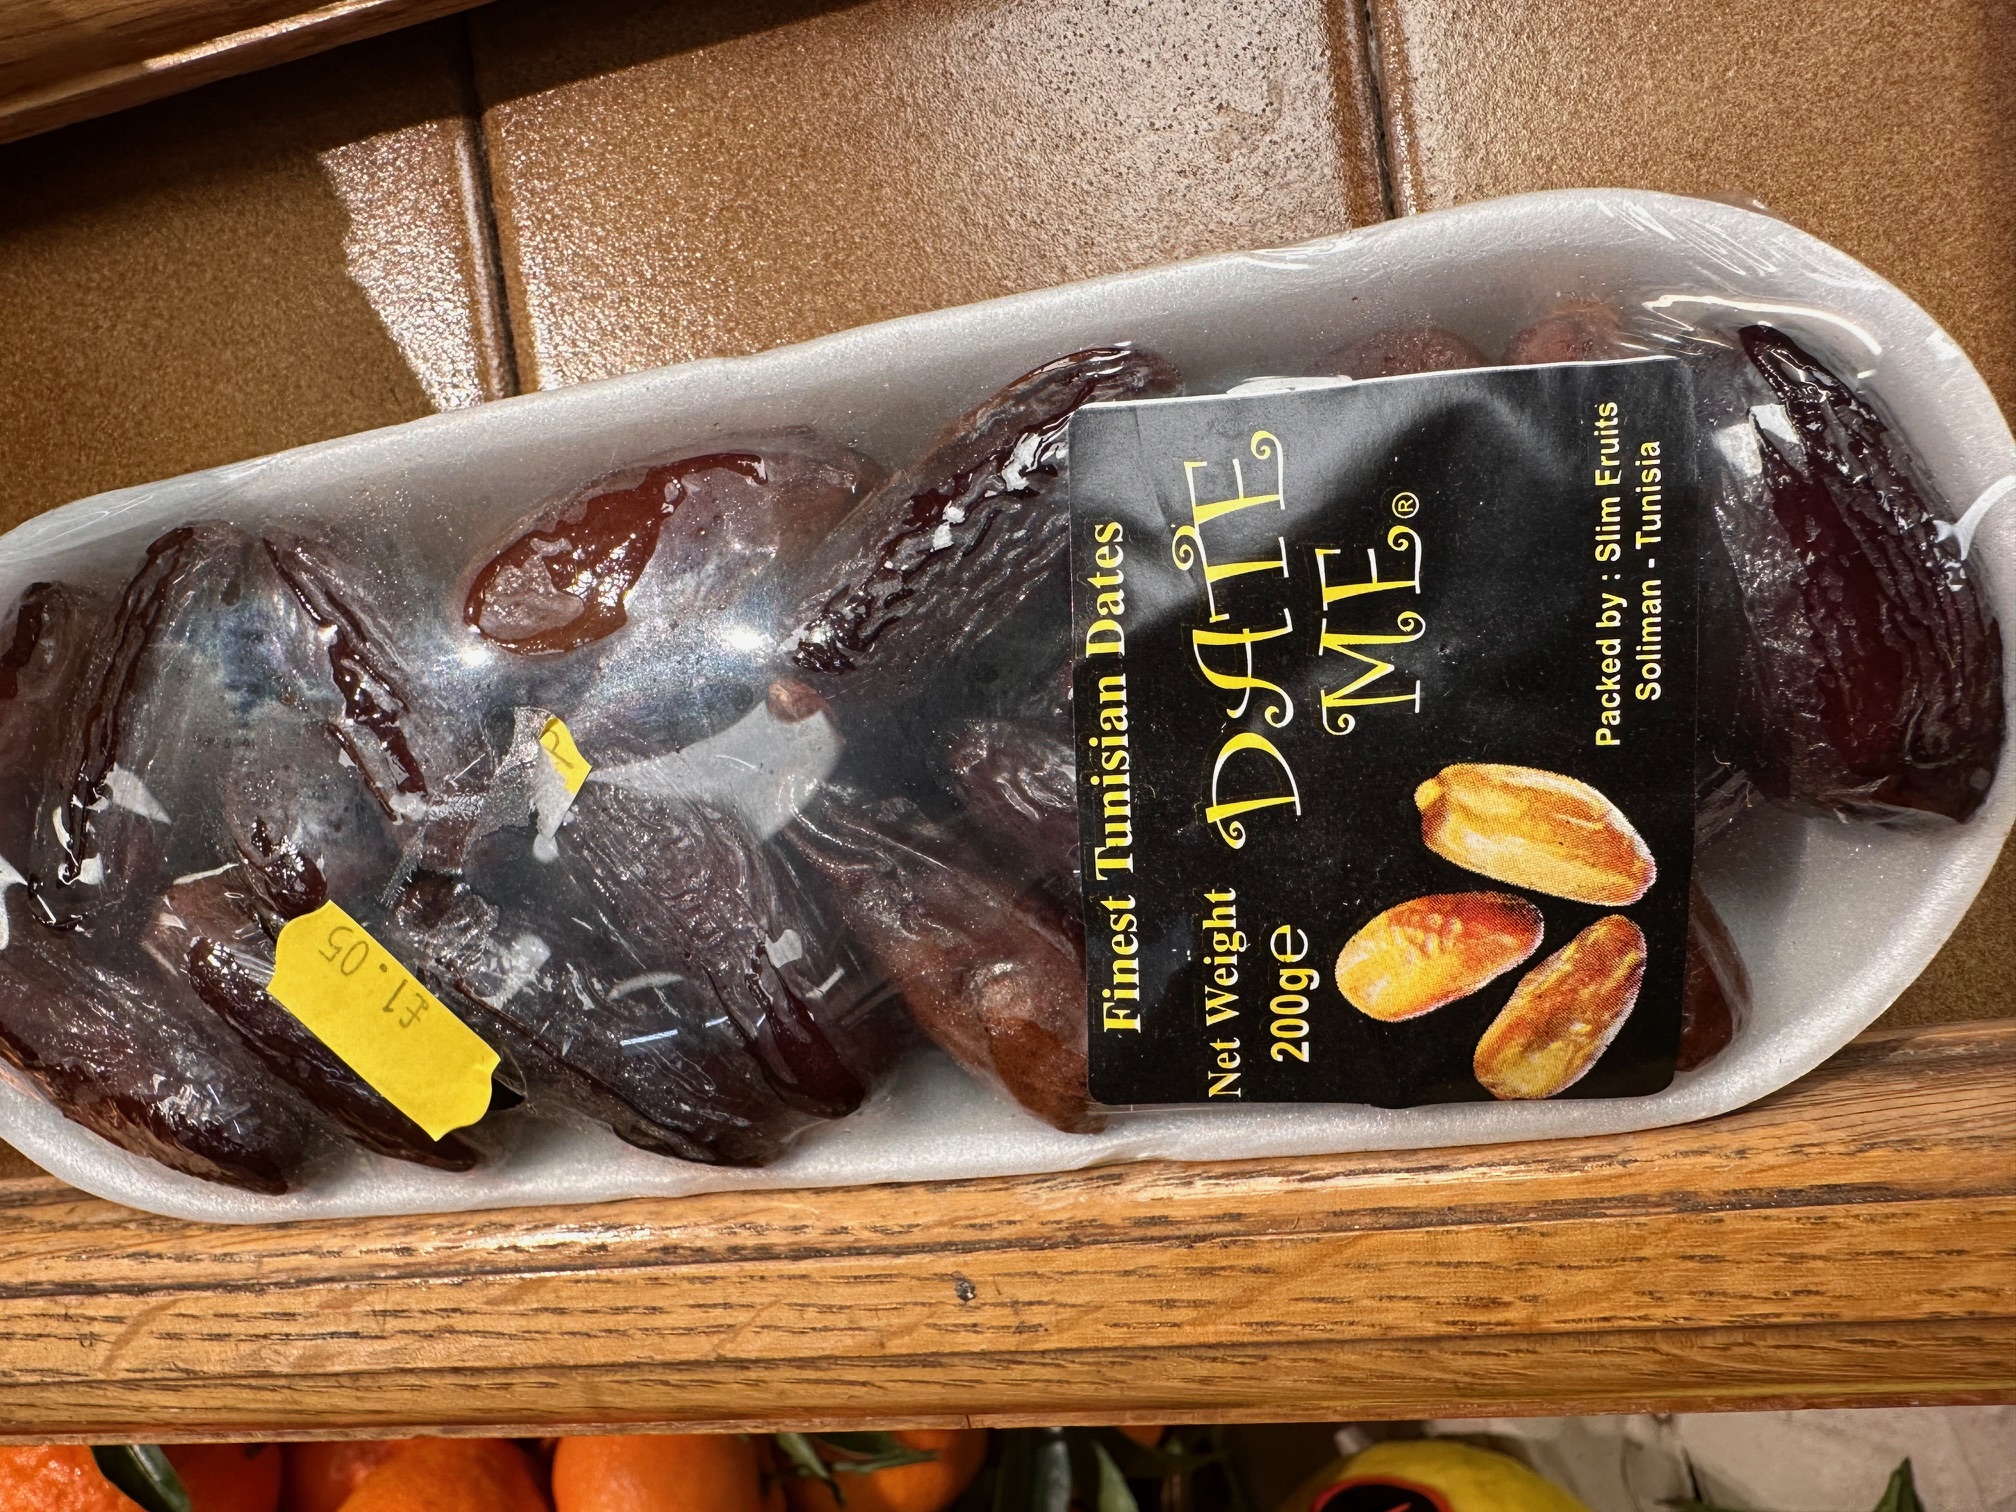 Finest Tunisian Dates
Net Weight
200g℮
DATE
ME®
Packed by : Slim Fruits
Soliman - Tunisia
£1.05